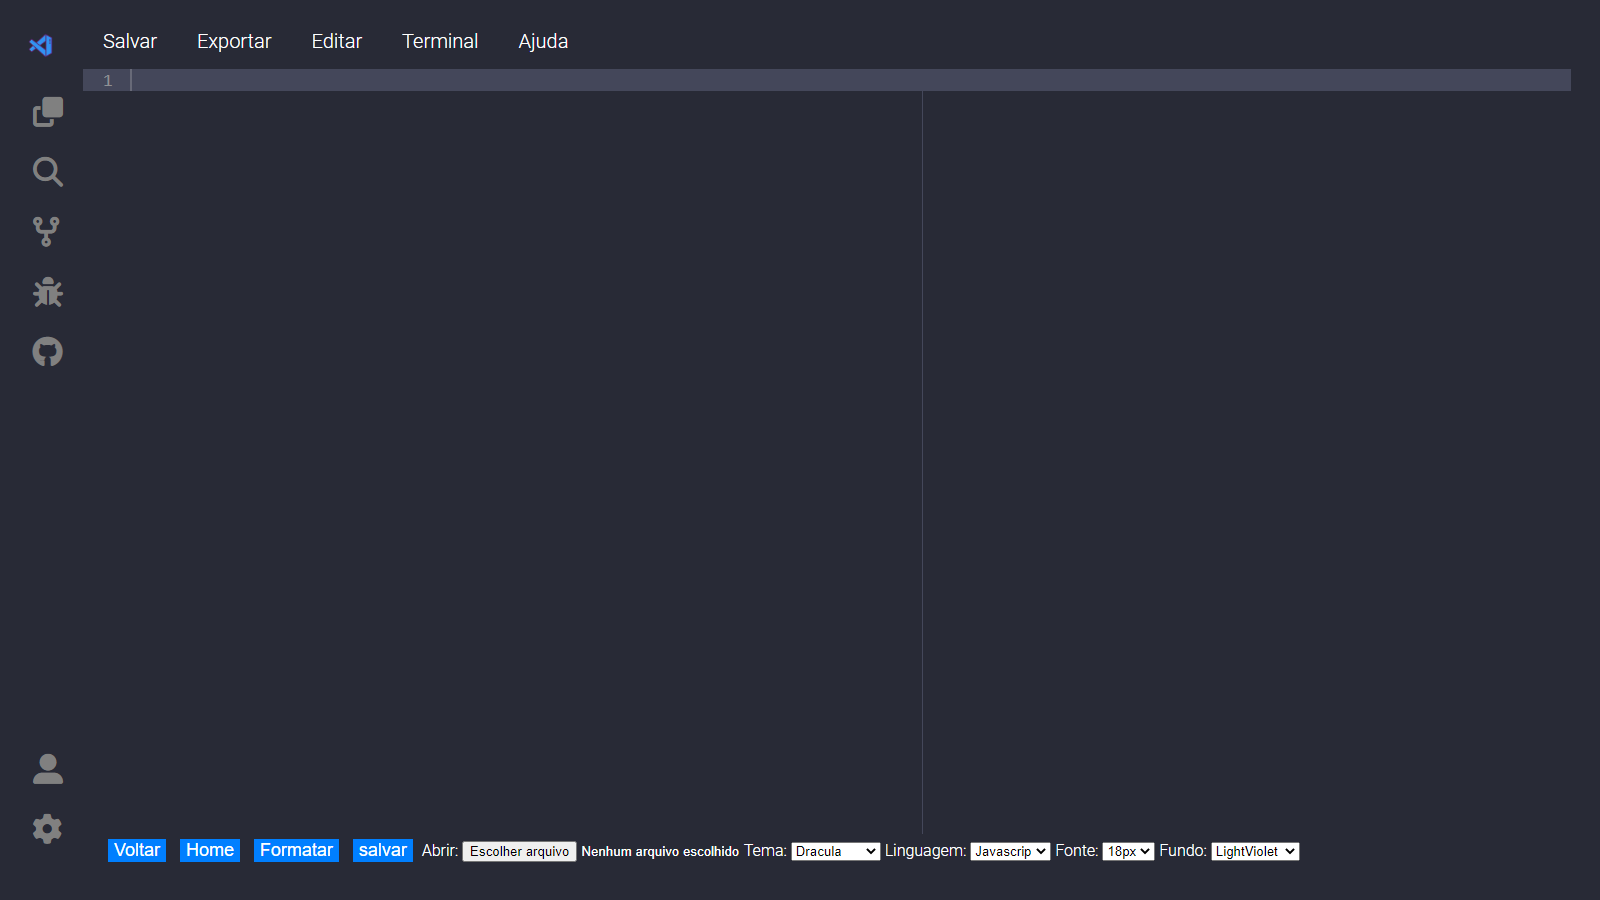 Salvar Exportar Editar Terminal Ajuda
1
Voltar Home Formatar salvar Abrir: Escolher arquivo Nenhum arquivo escolhido Tema: Dracula Linguagem: Javascrip Fonte: 18px Fundo: LightViolet